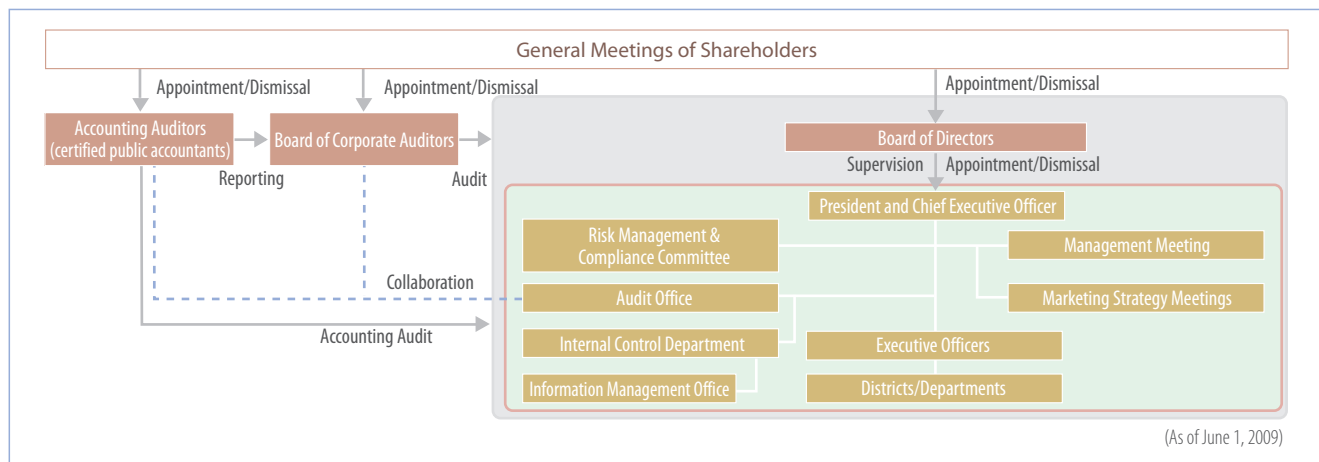 General Meetings of Shareholders
Appointment/Dismissal
Appointment/Dismissal
Appointment/Dismissal
Accounting Auditors
(certified public accountants)
Board of Corporate Auditors
Board of Directors
Reporting
Audit
Supervision
Appointment/Dismissal
President and Chief Executive Officer
Risk Management &
Compliance Committee
Management Meeting
Collaboration
Audit Office
Marketing Strategy Meetings
Accounting Audit
Internal Control Department
Executive Officers
Information Management Office
Districts/Departments
(As of June 1, 2009)